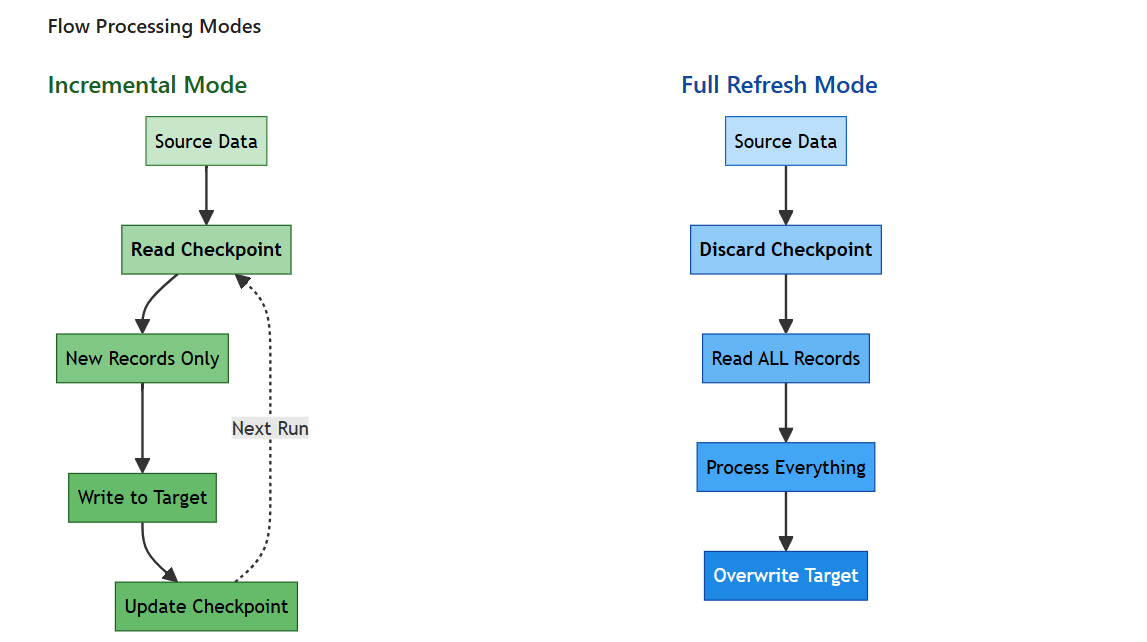 Flow Processing Modes
Incremental Mode
Source Data
Read Checkpoint
New Records Only
Next Run
Write to Target
Update Checkpoint
Full Refresh Mode
Source Data
Discard Checkpoint
Read ALL Records
Process Everything
Overwrite Target